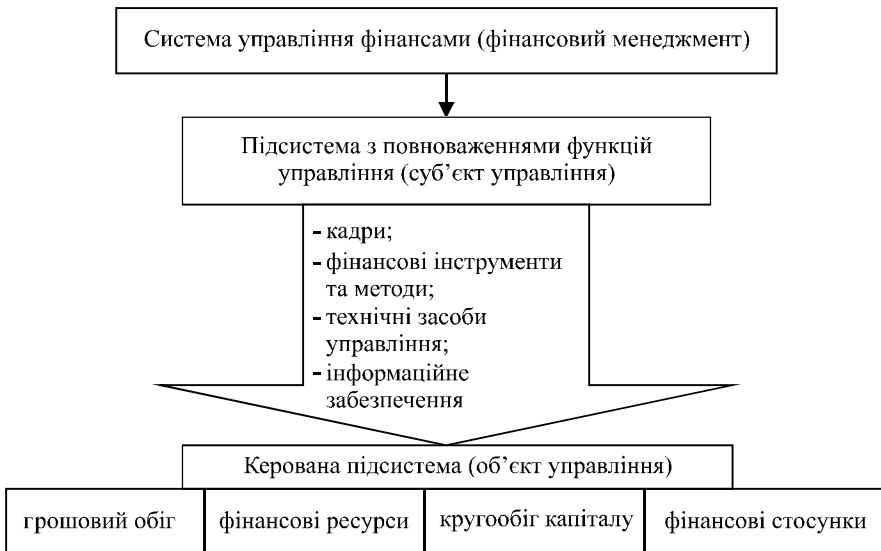 Система управління фінансами (фінансовий менеджмент)
Підсистема з повноваженнями функцій
управління (суб’єкт управління)
- кадри;
- фінансові інструменти
та методи;
- технічні засоби
управління;
- інформаційне
забезпечення
Керована підсистема (об’єкт управління)
грошовий обіг
фінансові ресурси
кругообіг капіталу
фінансові стосунки